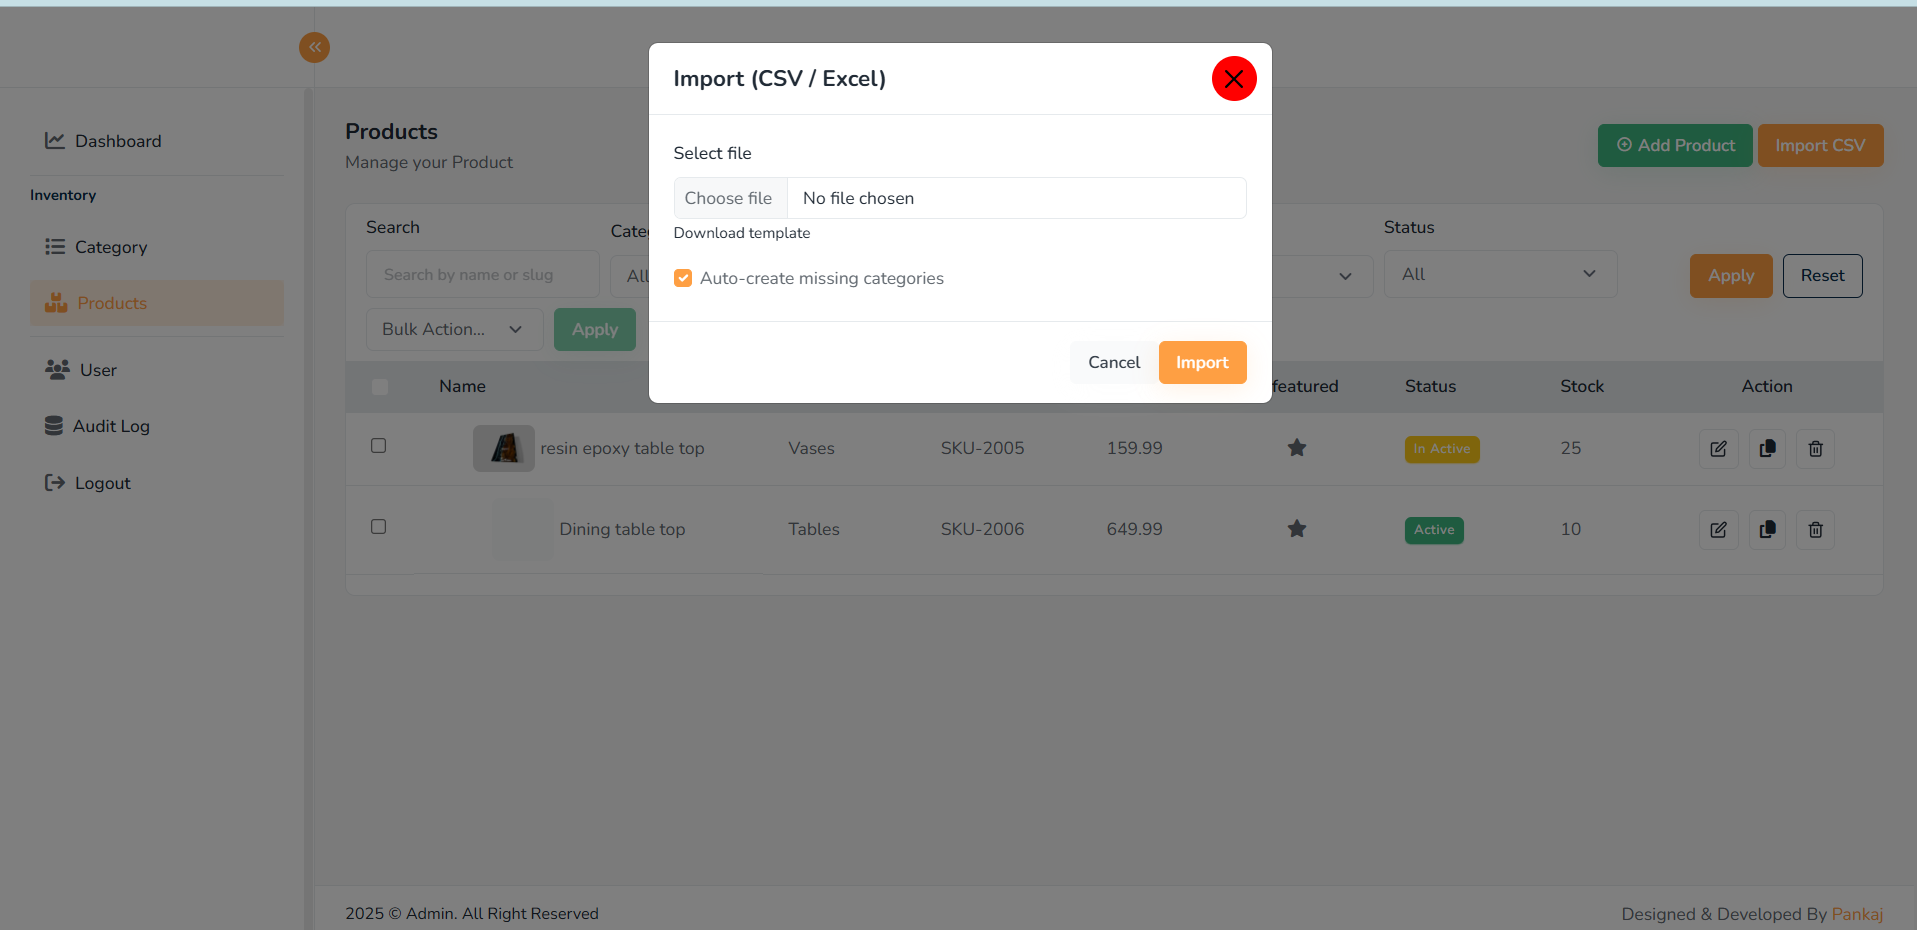 Import (CSV / Excel)
Select file
Choose file No file chosen
Download template
Auto-create missing categories
Cancel Import
Dashboard
Inventory
Category
Products
User
Audit Log
Logout
Products
Manage your Product
Add Product Import CSV
Search Status
Search by name or slug All All Apply Reset
Bulk Action... Apply
Name featured Status Stock Action
resin epoxy table top Vases SKU-2005 159.99 In Active 25
Dining table top Tables SKU-2006 649.99 Active 10
2025 © Admin. All Right Reserved Designed & Developed By Pankaj